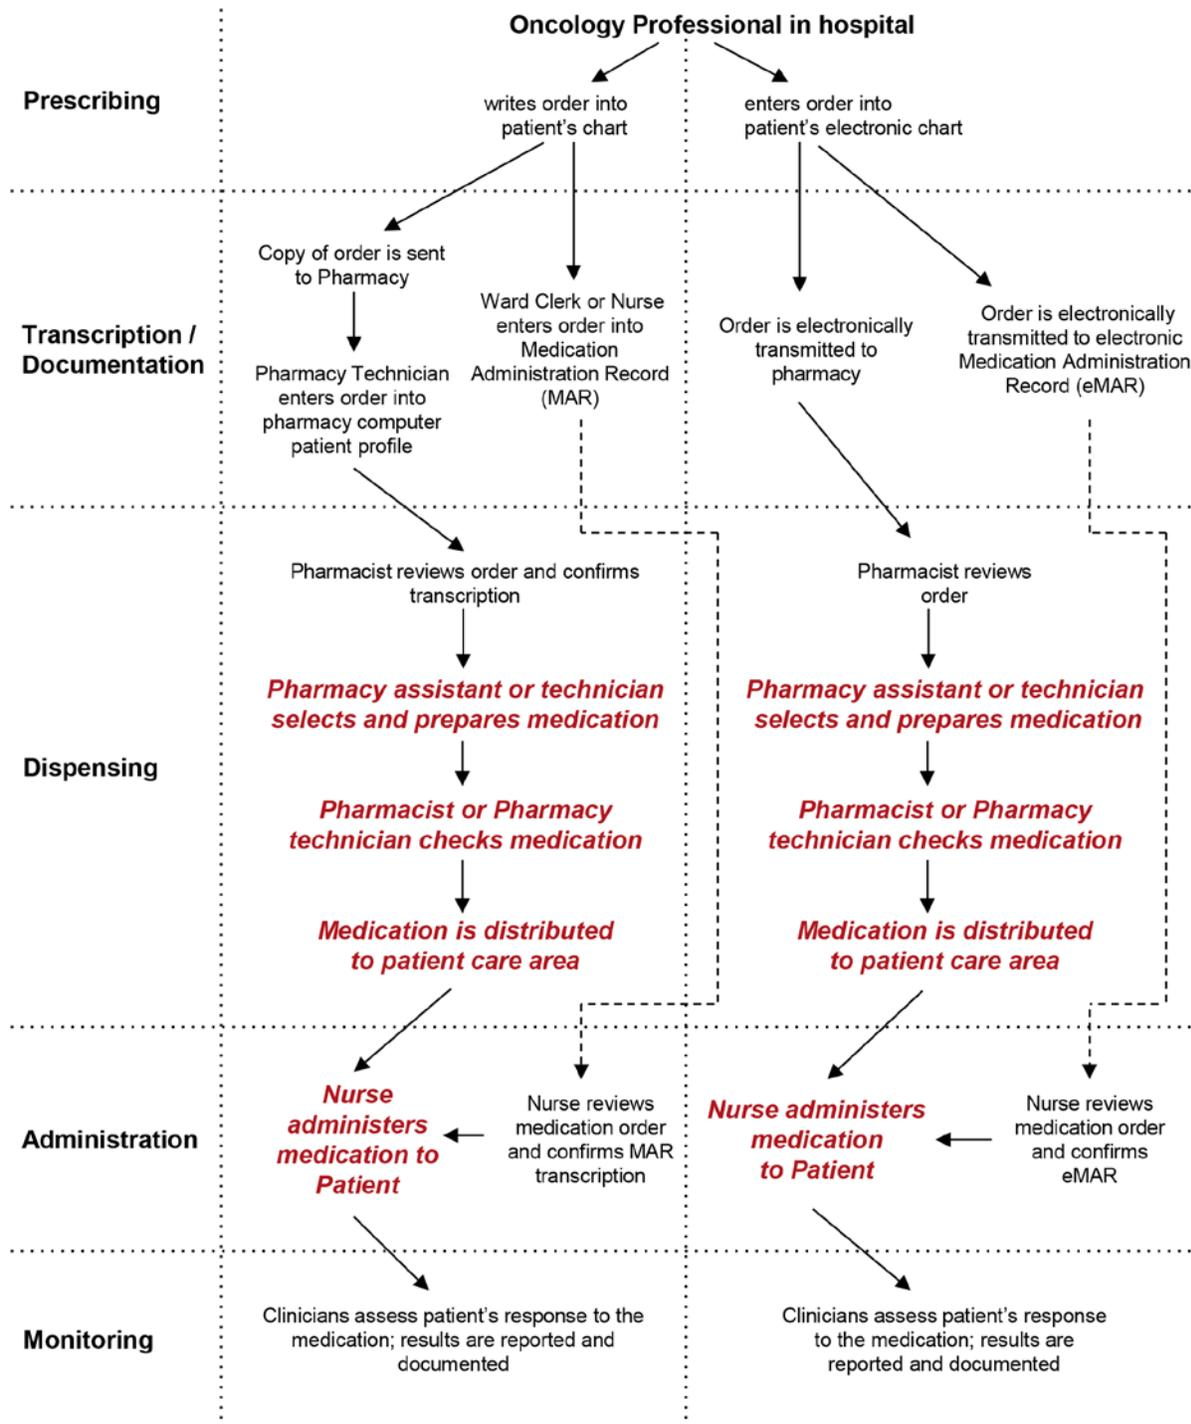 Oncology Professional in hospital
Prescribing
writes order into
patient's chart
enters order into
patient's electronic chart
Transcription /
Documentation
Copy of order is sent
to Pharmacy
Pharmacy Technician
enters order into
pharmacy computer
patient profile
Ward Clerk or Nurse
enters order into
Medication
Administration Record
(MAR)
Order is electronically
transmitted to
pharmacy
Order is electronically
transmitted to electronic
Medication Administration
Record (eMAR)
Dispensing
Pharmacist reviews order and confirms
transcription
Pharmacy assistant or technician
selects and prepares medication
Pharmacist or Pharmacy
technician checks medication
Medication is distributed
to patient care area
Pharmacist reviews
order
Pharmacy assistant or technician
selects and prepares medication
Pharmacist or Pharmacy
technician checks medication
Medication is distributed
to patient care area
Administration
Nurse
administers
medication to
Patient
Nurse reviews
medication order
and confirms MAR
transcription
Nurse administers
medication
to Patient
Nurse reviews
medication order
and confirms
eMAR
Monitoring
Clinicians assess patient's response to the
medication; results are reported and
documented
Clinicians assess patient's response
to the medication; results are
reported and documented